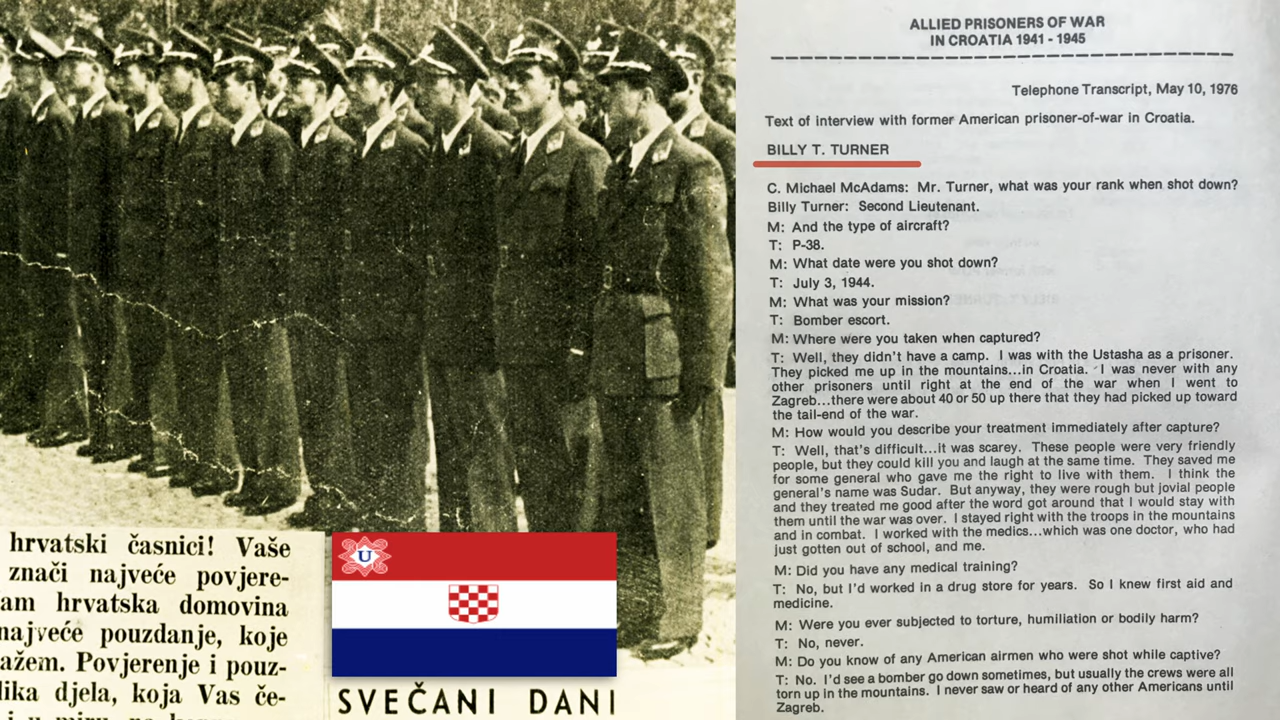 hrvatski časnici! Vaše
znači najveće povjere-
am hrvatska domovina
najveće pouzdanje, koje
ažem. Povjerenje i pouz-
lika djela, koja Vas če-
U
SVEČANI DANI
ALLIED PRISONERS OF WAR
IN CROATIA 1941 - 1945
Telephone Transcript, May 10, 1976
Text of interview with former American prisoner-of-war in Croatia.
BILLY T. TURNER
C. Michael McAdams: Mr. Turner, what was your rank when shot down?
Billy Turner: Second Lieutenant.
M: And the type of aircraft?
T: P-38.
M: What date were you shot down?
T: July 3, 1944.
M: What was your mission?
T: Bomber escort.
M: Where were you taken when captured?
T: Well, they didn't have a camp. I was with the Ustasha as a prisoner.
They picked me up in the mountains...in Croatia. I was never with any
other prisoners until right at the end of the war when I went to
Zagreb...there were about 40 or 50 up there that they had picked up toward
the tail-end of the war.
M: How would you describe your treatment immediately after capture?
T: Well, that's difficult...it was scarey. These people were very friendly
people, but they could kill you and laugh at the same time. They saved me
for some general who gave me the right to live with them. I think the
general's name was Sudar. But anyway, they were rough but jovial people
and they treated me good after the word got around that I would stay with
them until the war was over. I stayed right with the troops in the mountains
and in combat. I worked with the medics...which was one doctor, who had
just gotten out of school, and me.
M: Did you have any medical training?
T: No, but I'd worked in a drug store for years. So I knew first aid and
medicine.
M: Were you ever subjected to torture, humiliation or bodily harm?
T: No, never.
M: Do you know of any American airmen who were shot while captive?
T: No. I'd see a bomber go down sometimes, but usually the crews were all
torn up in the mountains. I never saw or heard of any other Americans until
Zagreb.